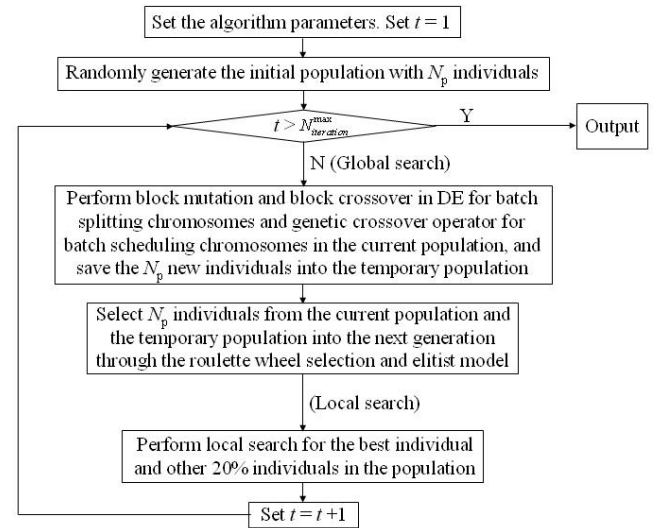 Set the algorithm parameters. Set t = 1
Randomly generate the initial population with Np individuals
t > N max iteration
Y
Output
N (Global search)
Perform block mutation and block crossover in DE for batch
splitting chromosomes and genetic crossover operator for
batch scheduling chromosomes in the current population, and
save the Np new individuals into the temporary population
Select Np individuals from the current population and
the temporary population into the next generation
through the roulette wheel selection and elitist model
(Local search)
Perform local search for the best individual
and other 20% individuals in the population
Set t = t +1